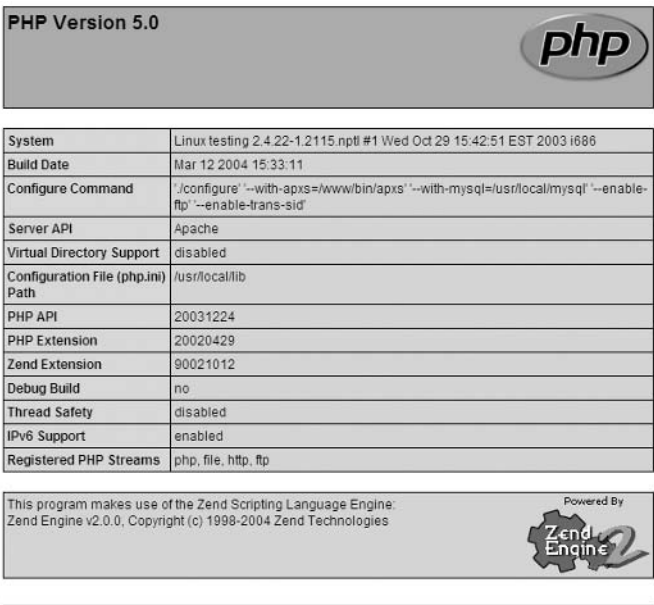 PHP Version 5.0
php
System Linux testing 2.4.22-1.2115.nptl #1 Wed Oct 29 15:42:51 EST 2003 i686
Build Date Mar 12 2004 15:33:11
Configure Command './configure' '--with-apxs=/www/bin/apxs' '--with-mysql=/usr/local/mysql' '--enable-
ftp' '--enable-trans-sid'
Server API Apache
Virtual Directory Support disabled
Configuration File (php.ini) /usr/local/lib
Path
PHP API 20031224
PHP Extension 20020429
Zend Extension 90021012
Debug Build no
Thread Safety disabled
IPv6 Support enabled
Registered PHP Streams php, file, http, ftp
This program makes use of the Zend Scripting Language Engine:
Zend Engine v2.0.0, Copyright (c) 1998-2004 Zend Technologies
Powered By
Zend
Engine 2